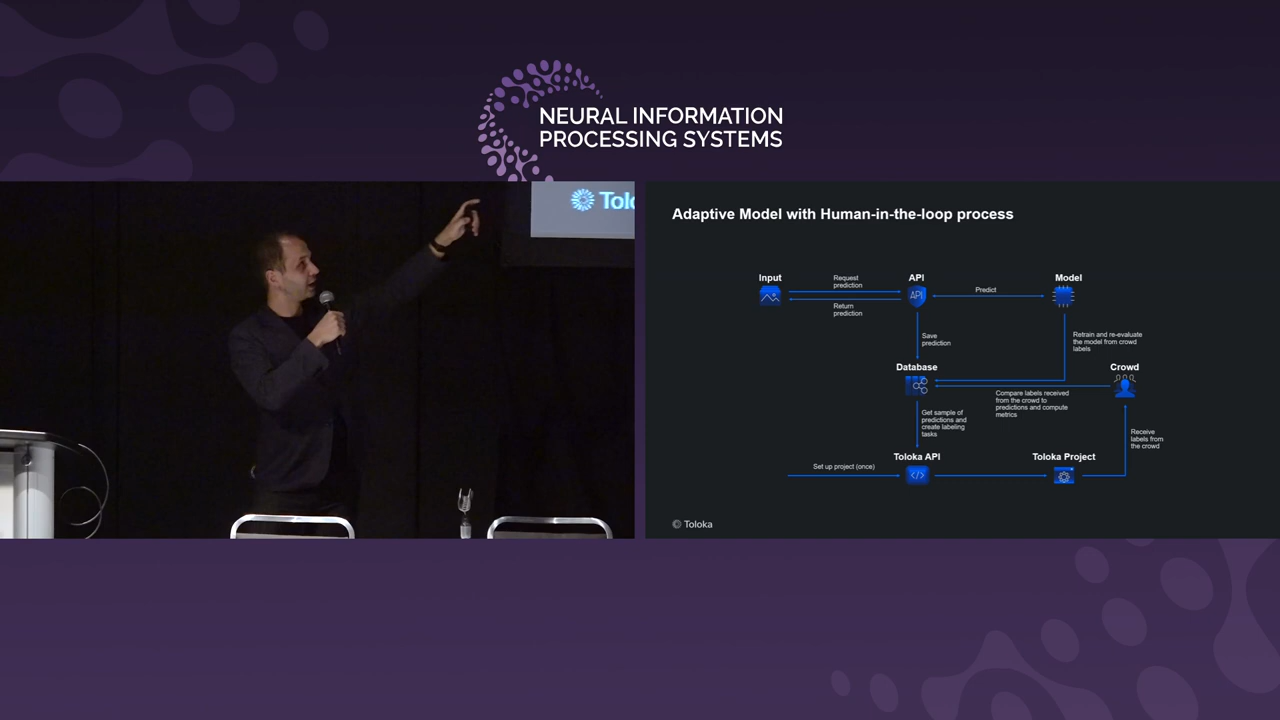 NEURAL INFORMATION
PROCESSING SYSTEMS
Adaptive Model with Human-in-the-loop process
Input
Request
prediction
Return
prediction
API
API
Predict
Model
Save
prediction
Retrain and re-evaluate
the model from crowd
labels
Database
Crowd
Compare labels received
from the crowd to
predictions and compute
metrics
Get sample of
predictions and
create labeling
tasks
Receive
labels from
the crowd
Set up project (once)
Toloka API
</>
Toloka Project
Toloka